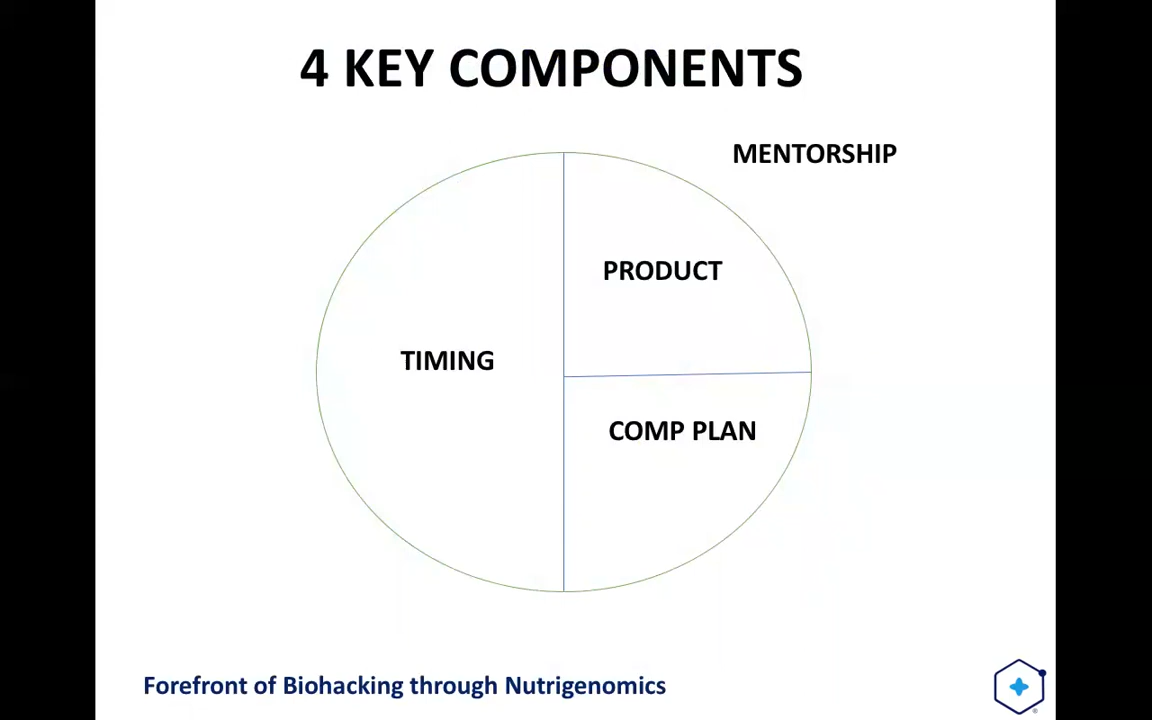 4 KEY COMPONENTS
MENTORSHIP
PRODUCT
TIMING
COMP PLAN
Forefront of Biohacking through Nutrigenomics
®